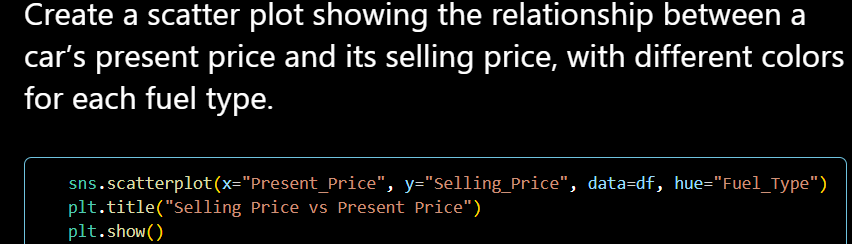 Create a scatter plot showing the relationship between a
car’s present price and its selling price, with different colors
for each fuel type.
sns.scatterplot(x="Present_Price", y="Selling_Price", data=df, hue="Fuel_Type")
plt.title("Selling Price vs Present Price")
plt.show()